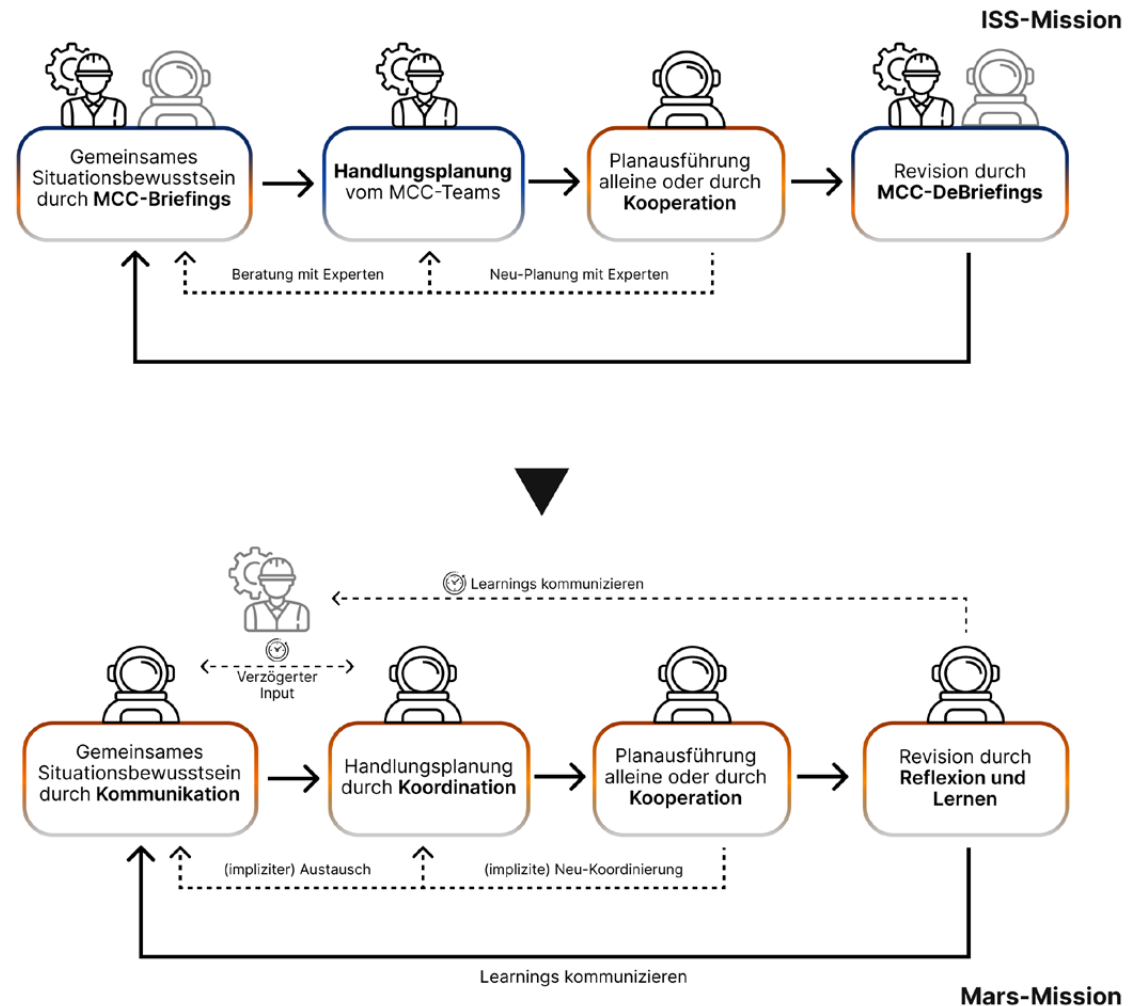 ISS-Mission
Gemeinsames
Situationsbewusstsein
durch MCC-Briefings
Handlungsplanung
vom MCC-Teams
Planausführung
alleine oder durch
Kooperation
Revision durch
MCC-DeBriefings
Beratung mit Experten
Neu-Planung mit Experten
Learnings kommunizieren
Verzögerter
Input
Gemeinsames
Situationsbewusstsein
durch Kommunikation
Handlungsplanung
durch Koordination
Planausführung
alleine oder durch
Kooperation
Revision durch
Reflexion und
Lernen
(impliziter) Austausch
(implizite) Neu-Koordinierung
Learnings kommunizieren
Mars-Mission